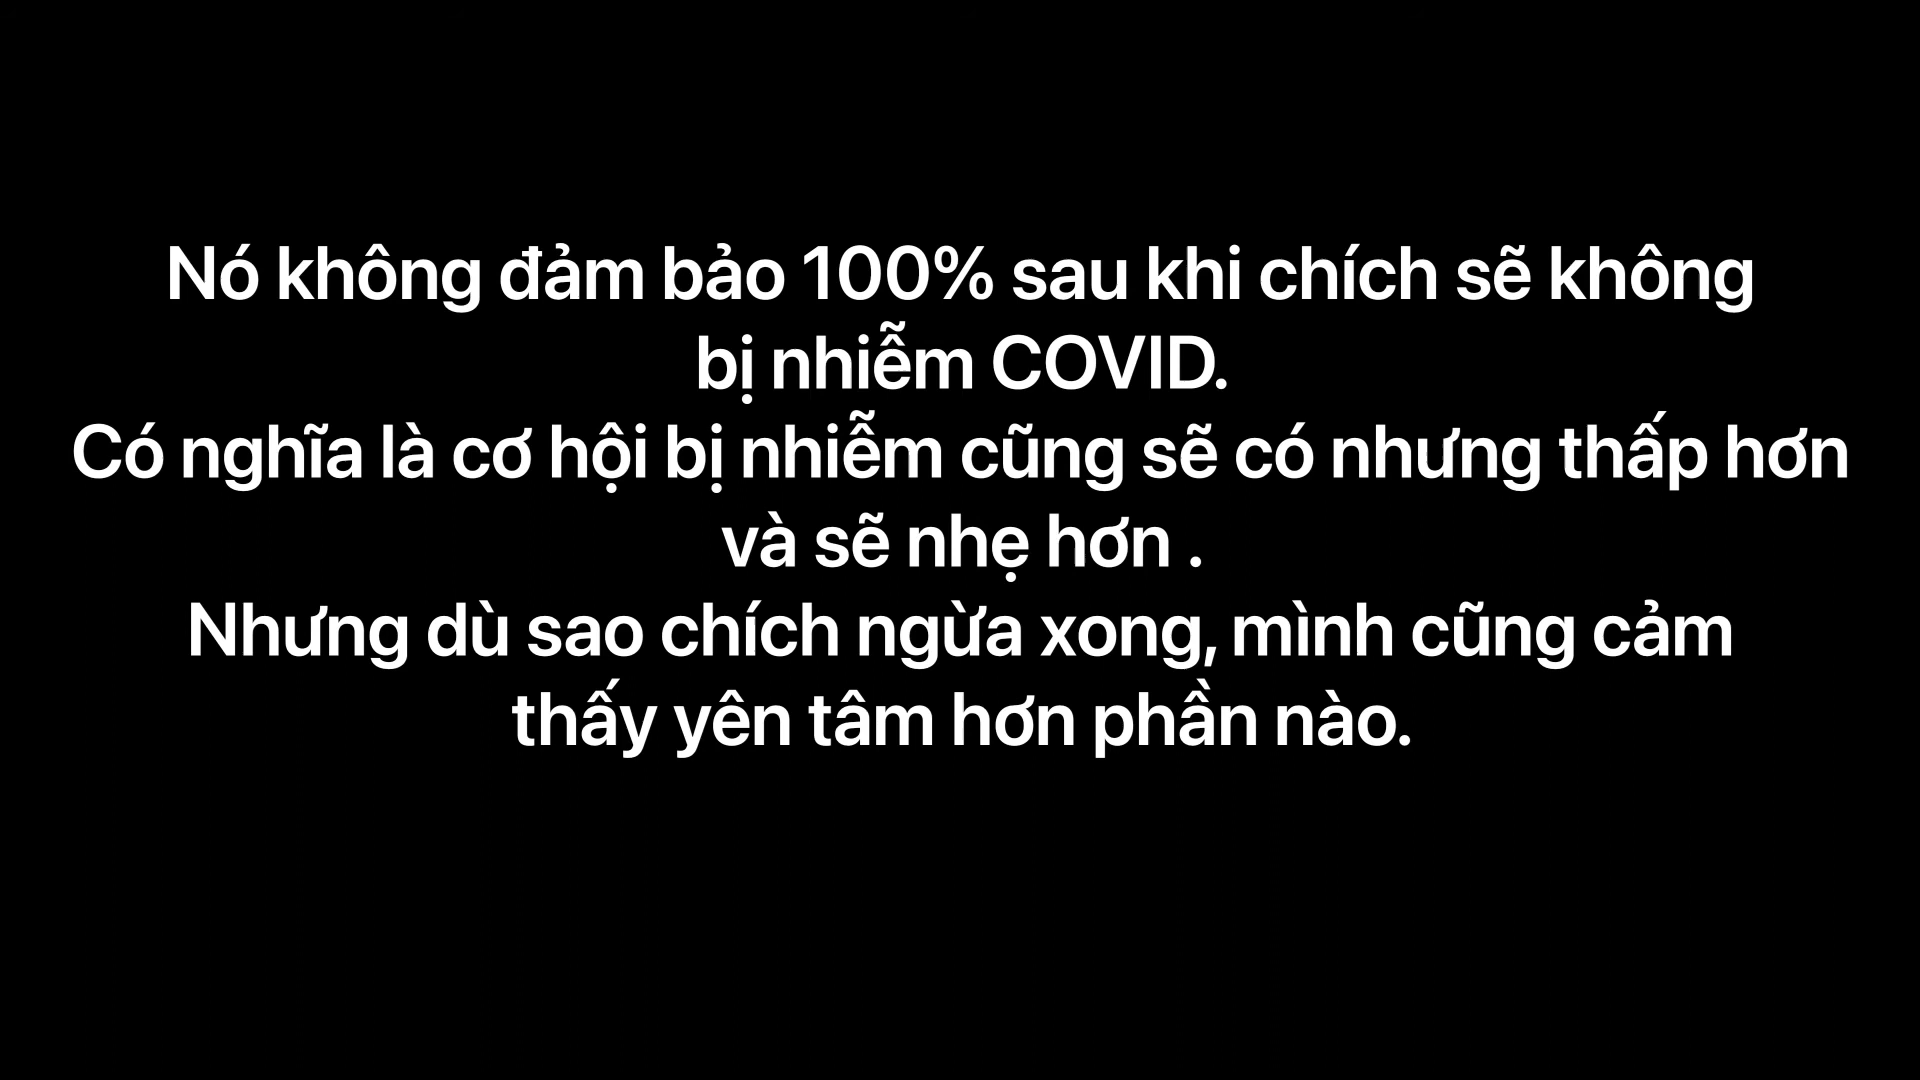 Nó không đảm bảo 100% sau khi chích sẽ không
bị nhiễm COVID.
Có nghĩa là cơ hội bị nhiễm cũng sẽ có nhưng thấp hơn
và sẽ nhẹ hơn .
Nhưng dù sao chích ngừa xong, mình cũng cảm
thấy yên tâm hơn phần nào.